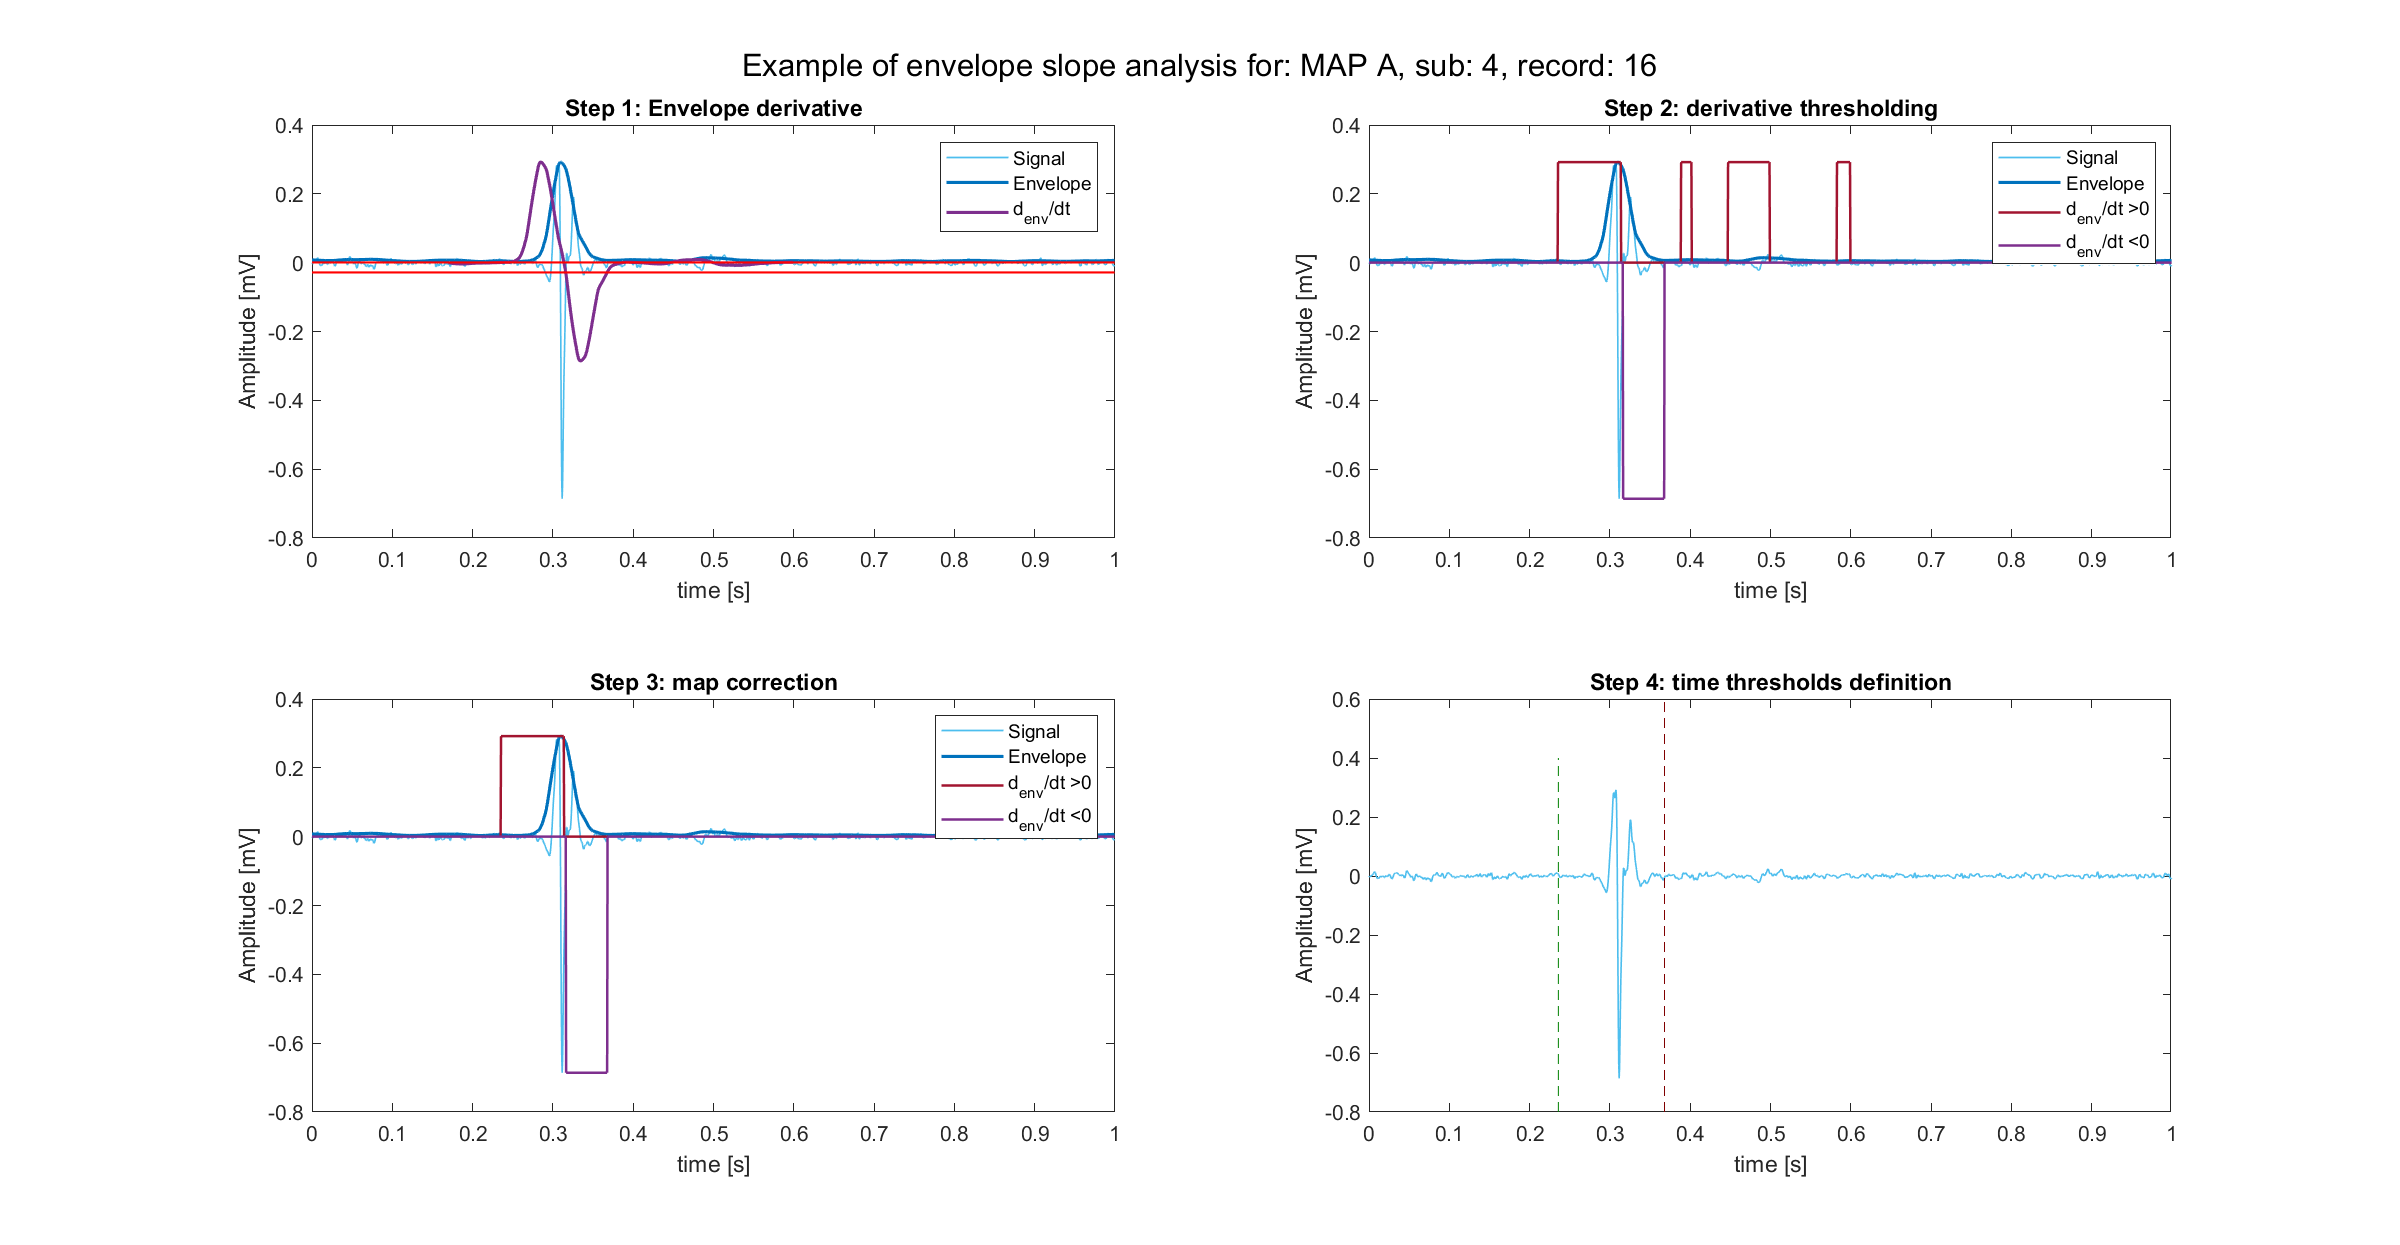 Example of envelope slope analysis for: MAP A, sub: 4, record: 16
Step 1: Envelope derivative
0.4
0.2
0
-0.2
-0.4
-0.6
-0.8
Amplitude [mV]
0 0.1 0.2 0.3 0.4 0.5 0.6 0.7 0.8 0.9 1
time [s]
Signal
Envelope
d_env/dt
Step 2: derivative thresholding
0.4
0.2
0
-0.2
-0.4
-0.6
-0.8
Amplitude [mV]
0 0.1 0.2 0.3 0.4 0.5 0.6 0.7 0.8 0.9 1
time [s]
Signal
Envelope
d_env/dt >0
d_env/dt <0
Step 3: map correction
0.4
0.2
0
-0.2
-0.4
-0.6
-0.8
Amplitude [mV]
0 0.1 0.2 0.3 0.4 0.5 0.6 0.7 0.8 0.9 1
time [s]
Signal
Envelope
d_env/dt >0
d_env/dt <0
Step 4: time thresholds definition
0.6
0.4
0.2
0
-0.2
-0.4
-0.6
-0.8
Amplitude [mV]
0 0.1 0.2 0.3 0.4 0.5 0.6 0.7 0.8 0.9 1
time [s]